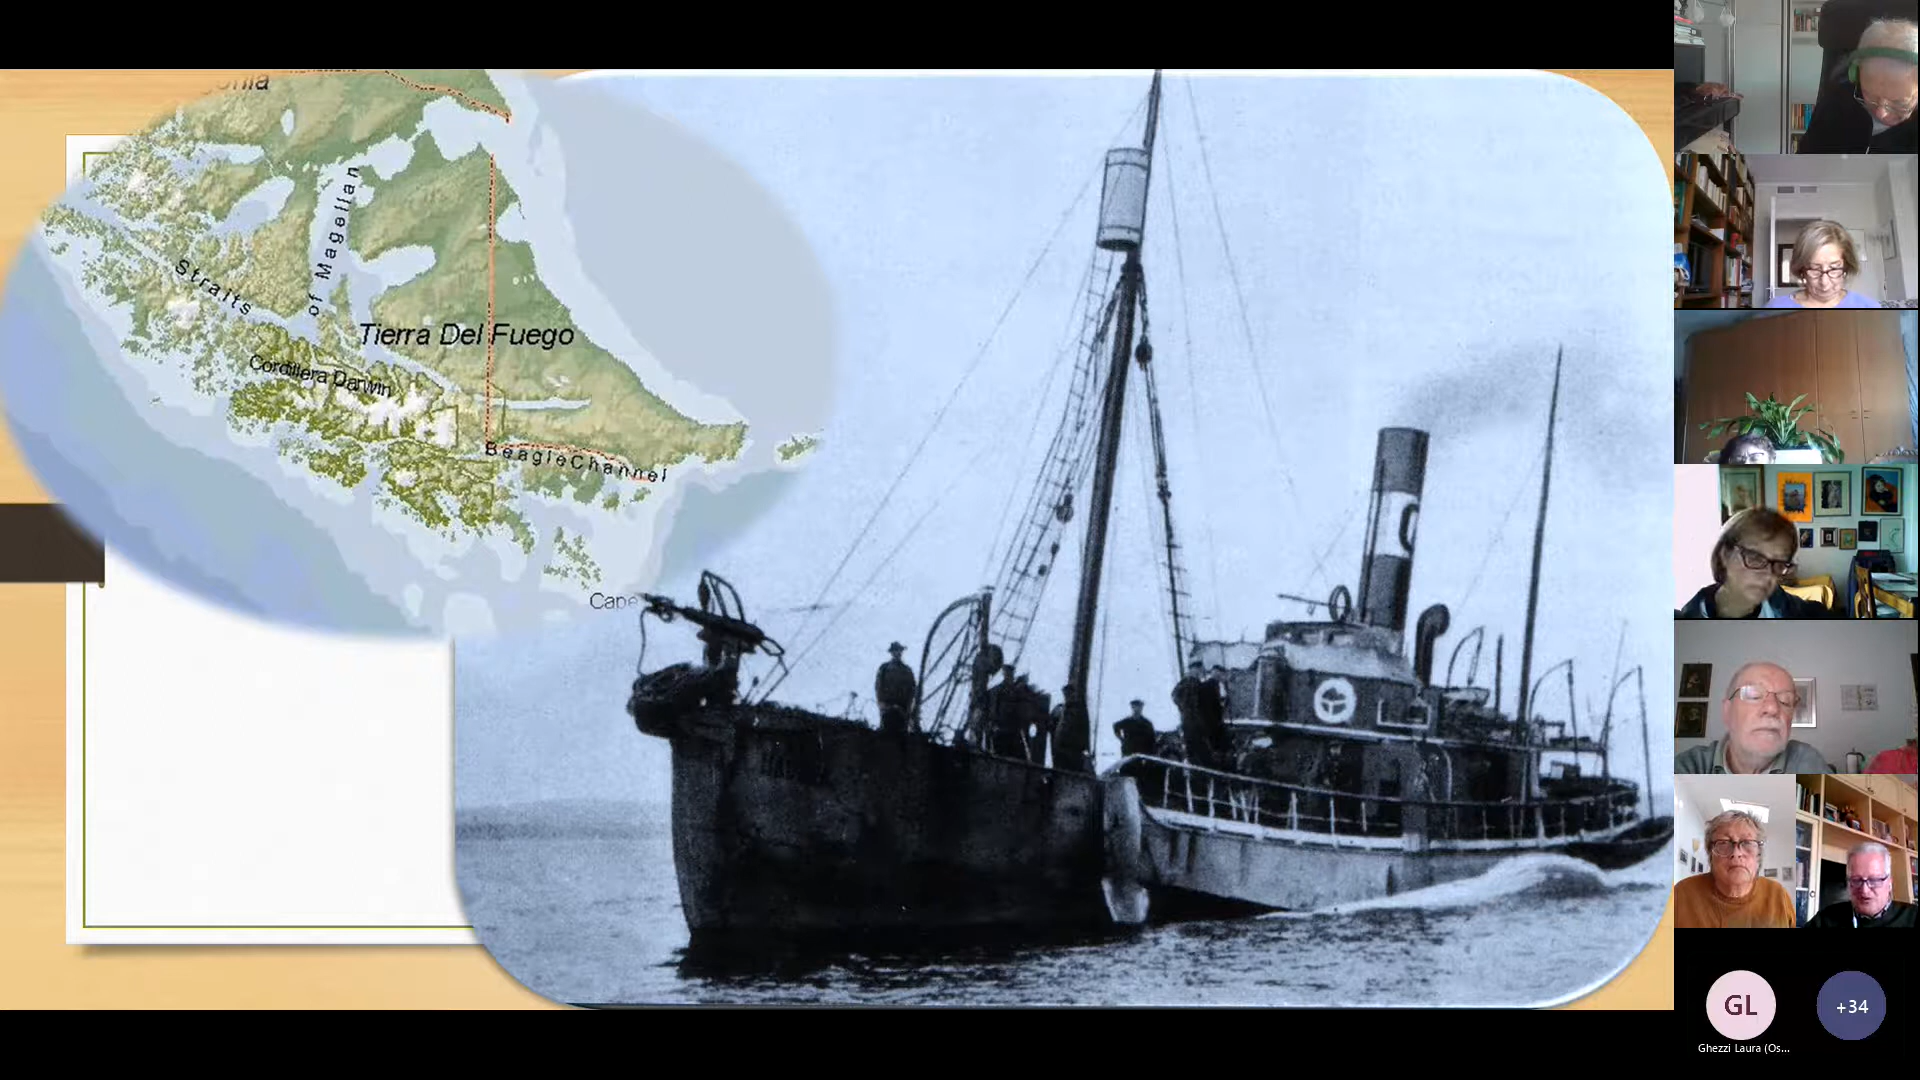 of Magellan
Straits
Tierra Del Fuego
Cordillera Darwin
Beagle Channel
Cape
GL
+34
Ghezzi Laura (Os...